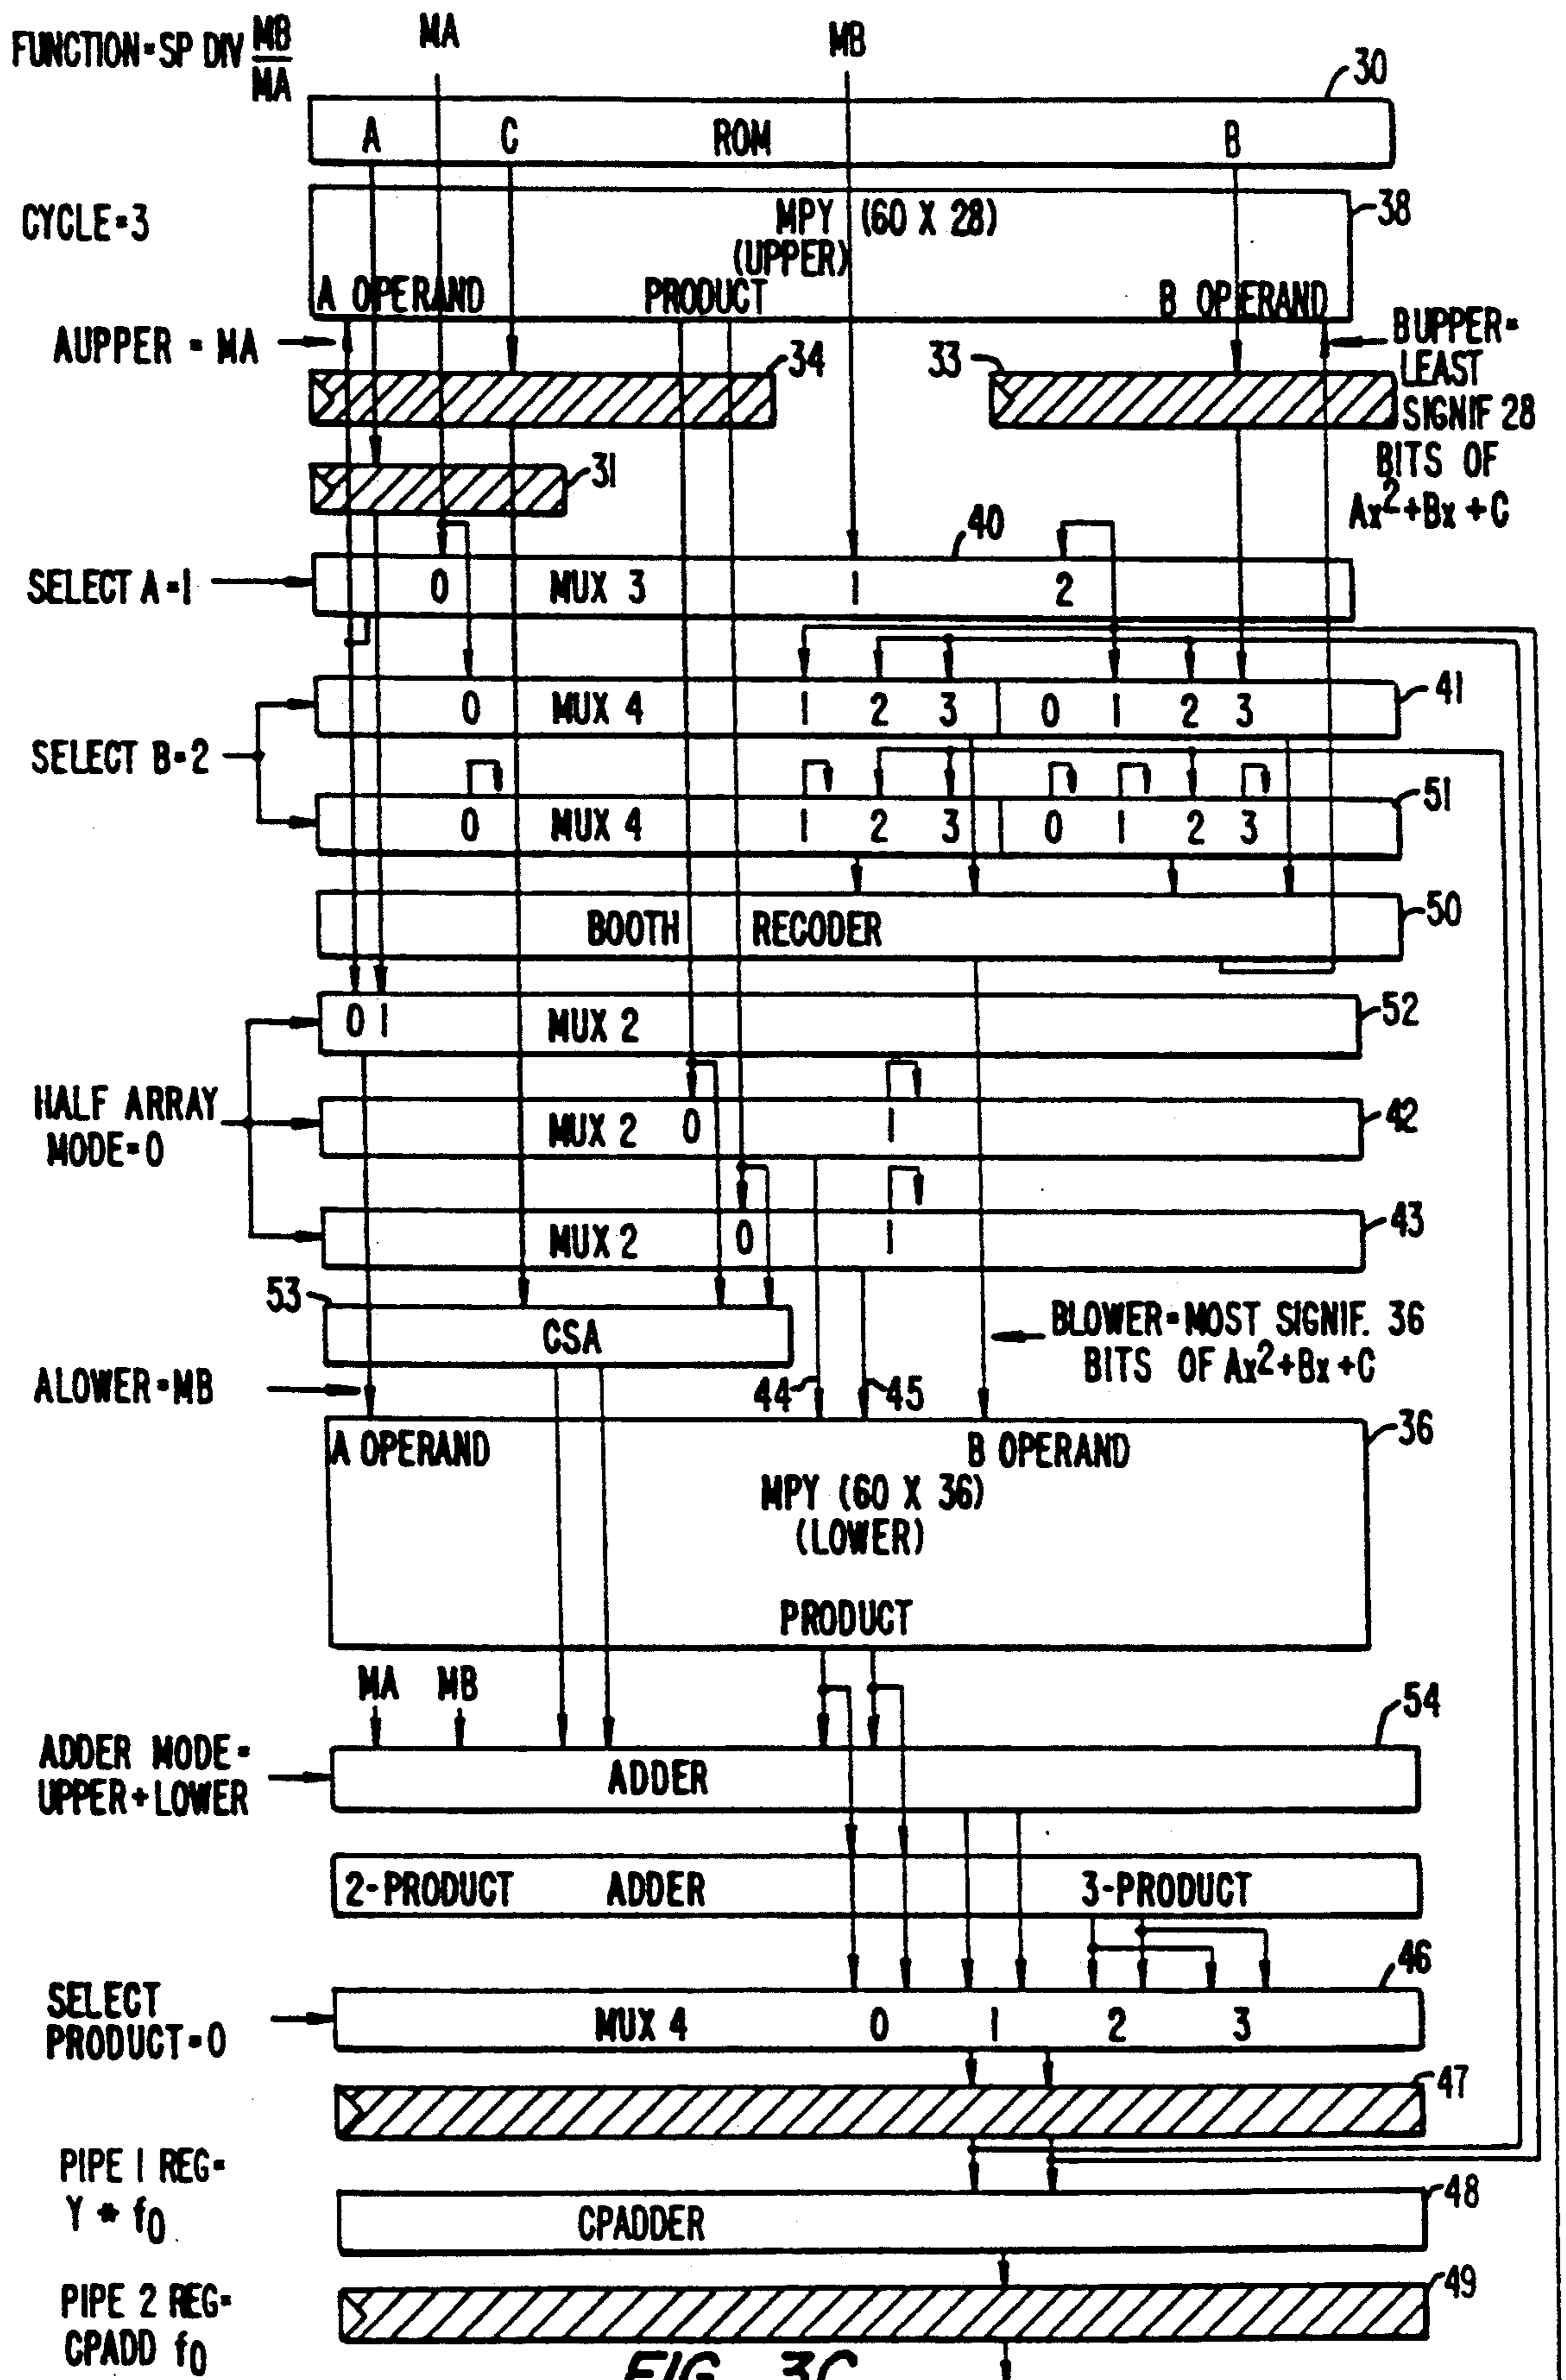 FUNCTION=SP DIV MB/MA
MA
MB
30
A C ROM B
CYCLE=3
MPY (60 X 28)
(UPPER)
38
A OPERAND PRODUCT B OPERAND
AUPPER = MA
BUPPER=
LEAST
SIGNIF 28
BITS OF
Ax²+Bx+C
34
33
31
40
SELECT A=1
0 MUX 3 1 2
0 MUX 4 1 2 3 0 1 2 3
41
SELECT B=2
0 MUX 4 1 2 3 0 1 2 3
51
BOOTH RECODER
50
0 1 MUX 2
52
HALF ARRAY
MODE=0
MUX 2 0 1
42
MUX 2 0 1
43
53
CSA
BLOWER=MOST SIGNIF. 36
BITS OF Ax²+Bx+C
ALOWER=MB
44
45
36
A OPERAND B OPERAND
MPY (60 X 36)
(LOWER)
PRODUCT
MA MB
54
ADDER MODE=
UPPER+LOWER
ADDER
2-PRODUCT ADDER 3-PRODUCT
46
SELECT
PRODUCT=0
MUX 4 0 1 2 3
47
PIPE 1 REG=
Y * f0
48
CPADDER
PIPE 2 REG=
CPADD f0
49
FIG. 3C